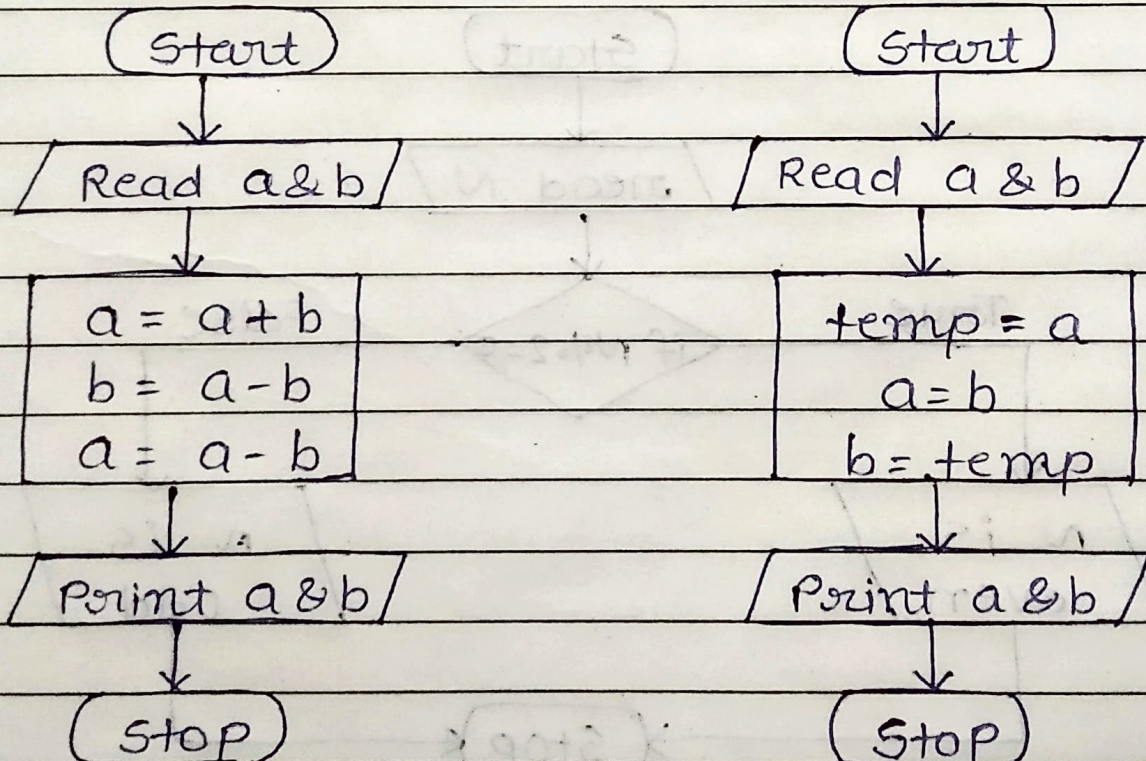 Start
Read a & b
a = a + b
b = a - b
a = a - b
Print a & b
Stop
Start
Read a & b
temp = a
a = b
b = temp
Print a & b
Stop